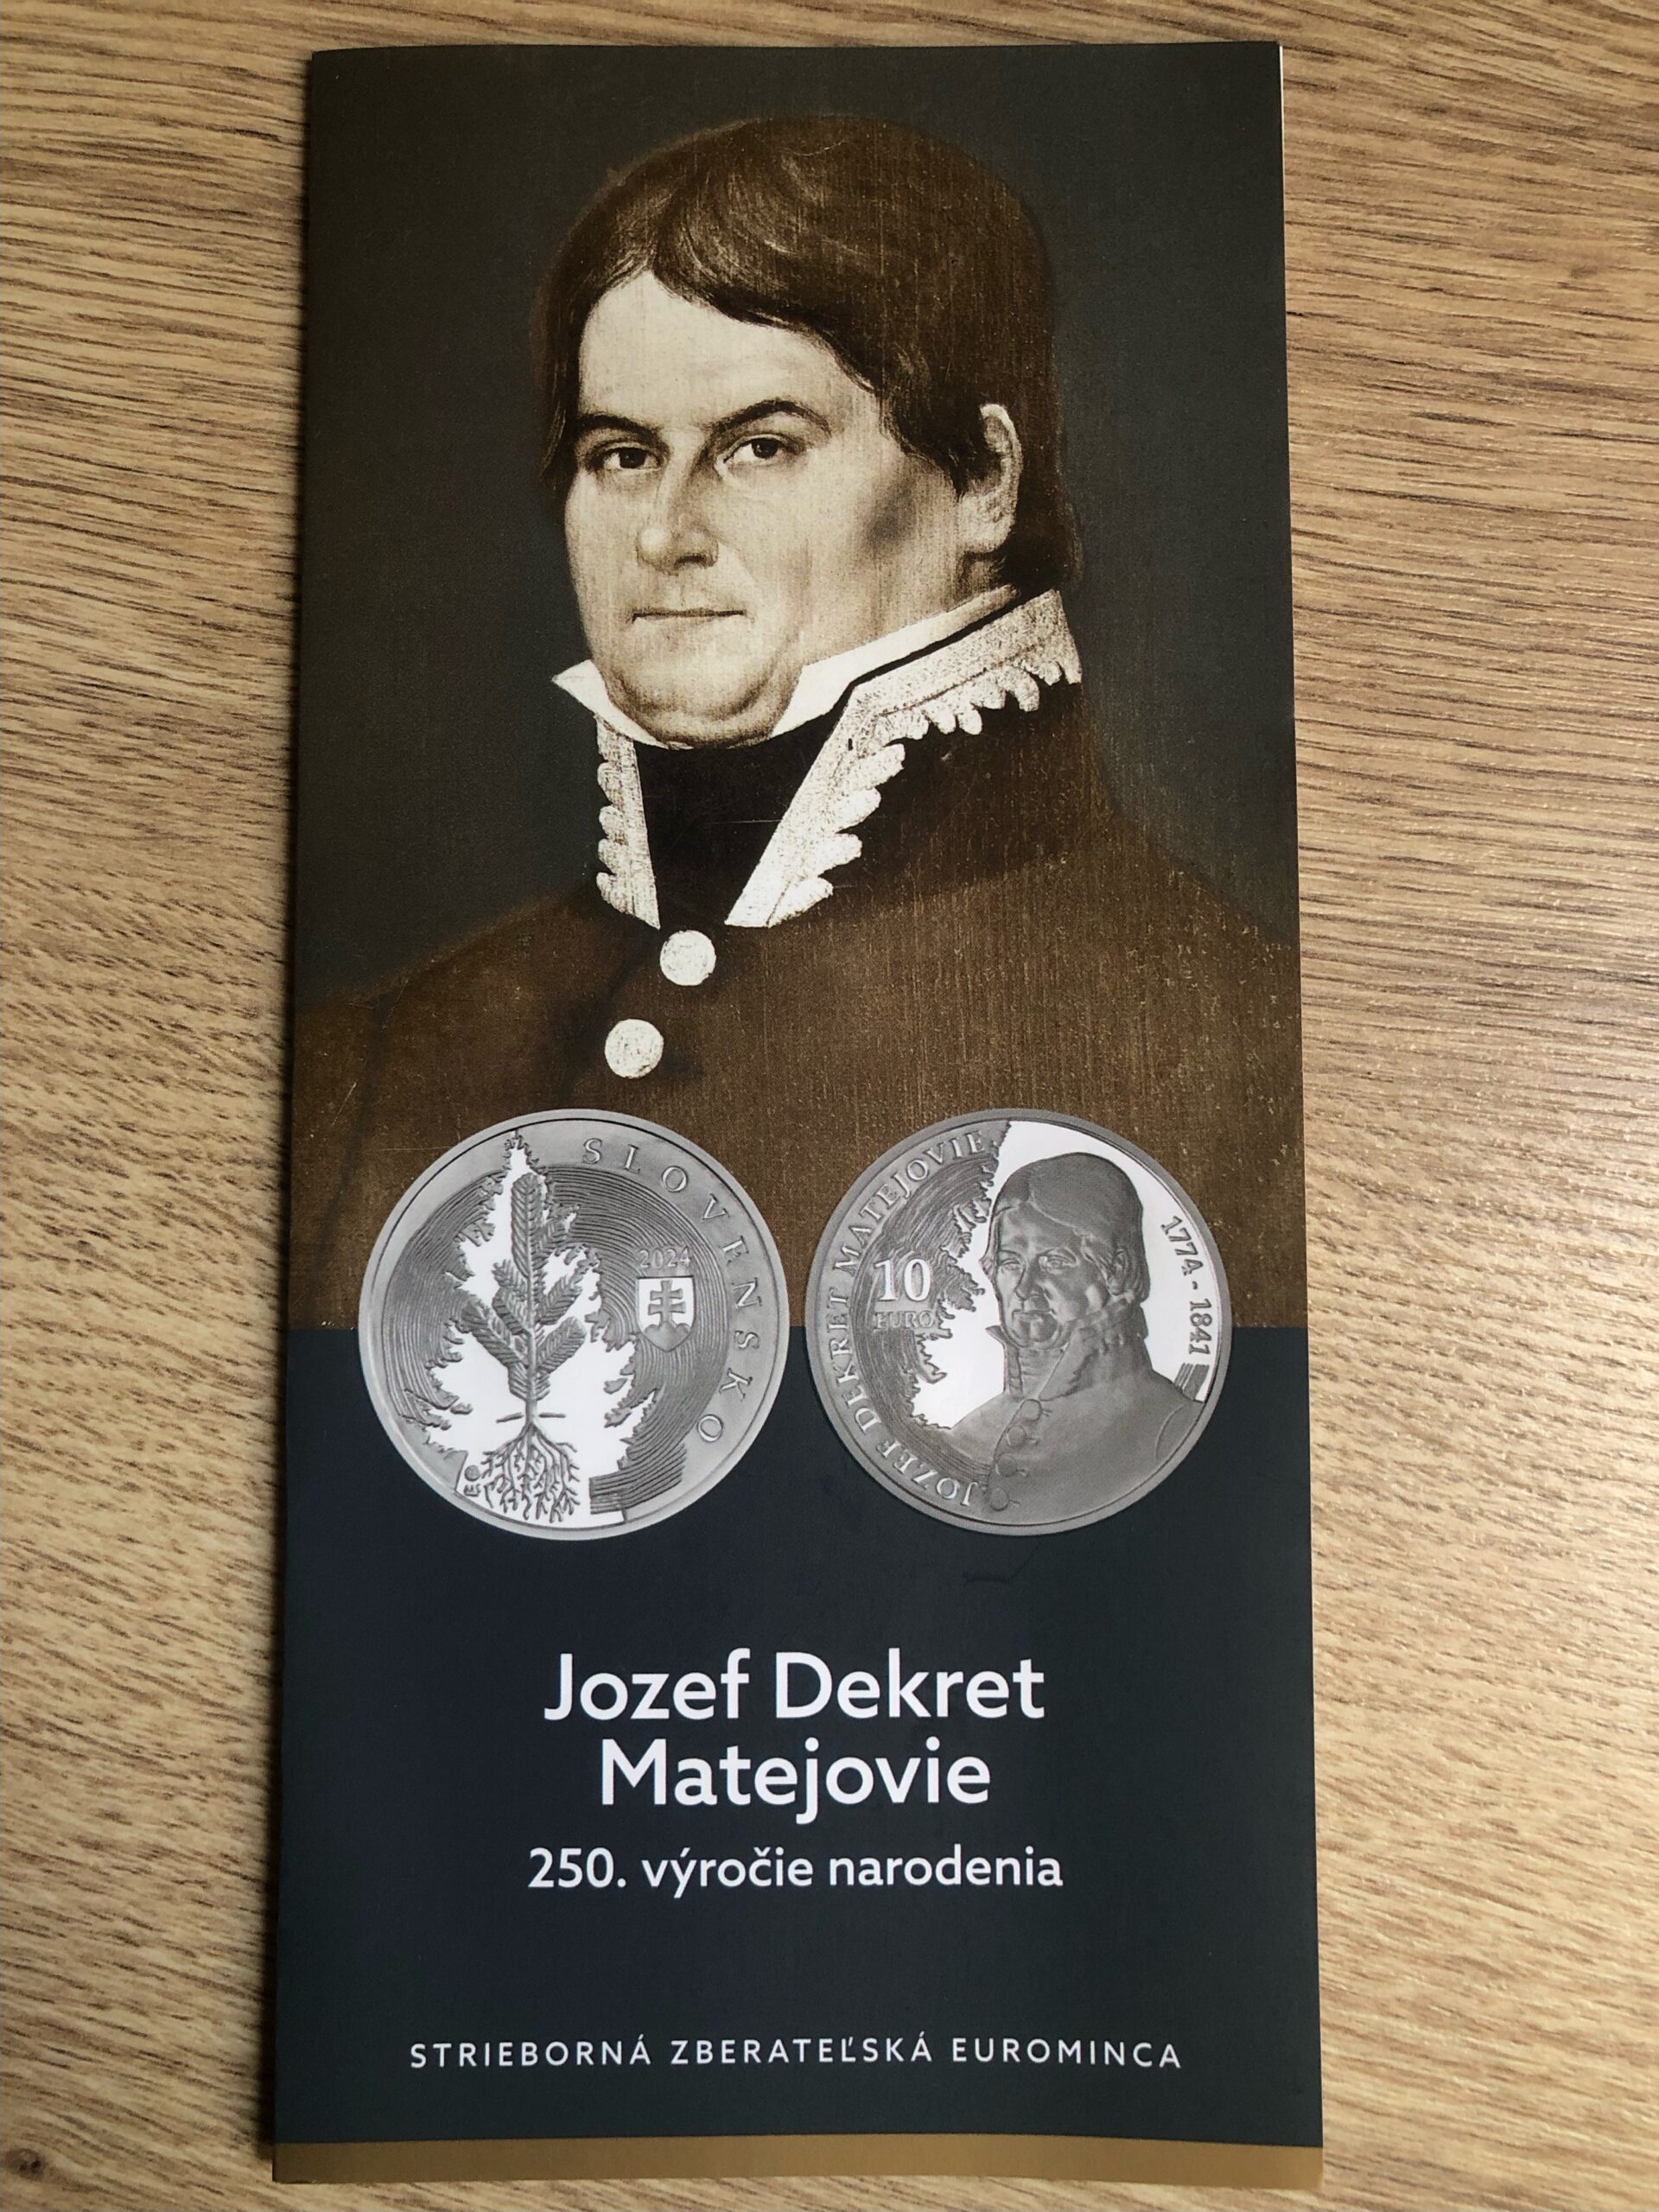 SLOVENSKO
2024
JOZEF DEKRET MATEJOVIE
10
EURO
1774 - 1841
Jozef Dekret
Matejovie
250. výročie narodenia
STRIEBORNÁ ZBERATEĽSKÁ EUROMINCA